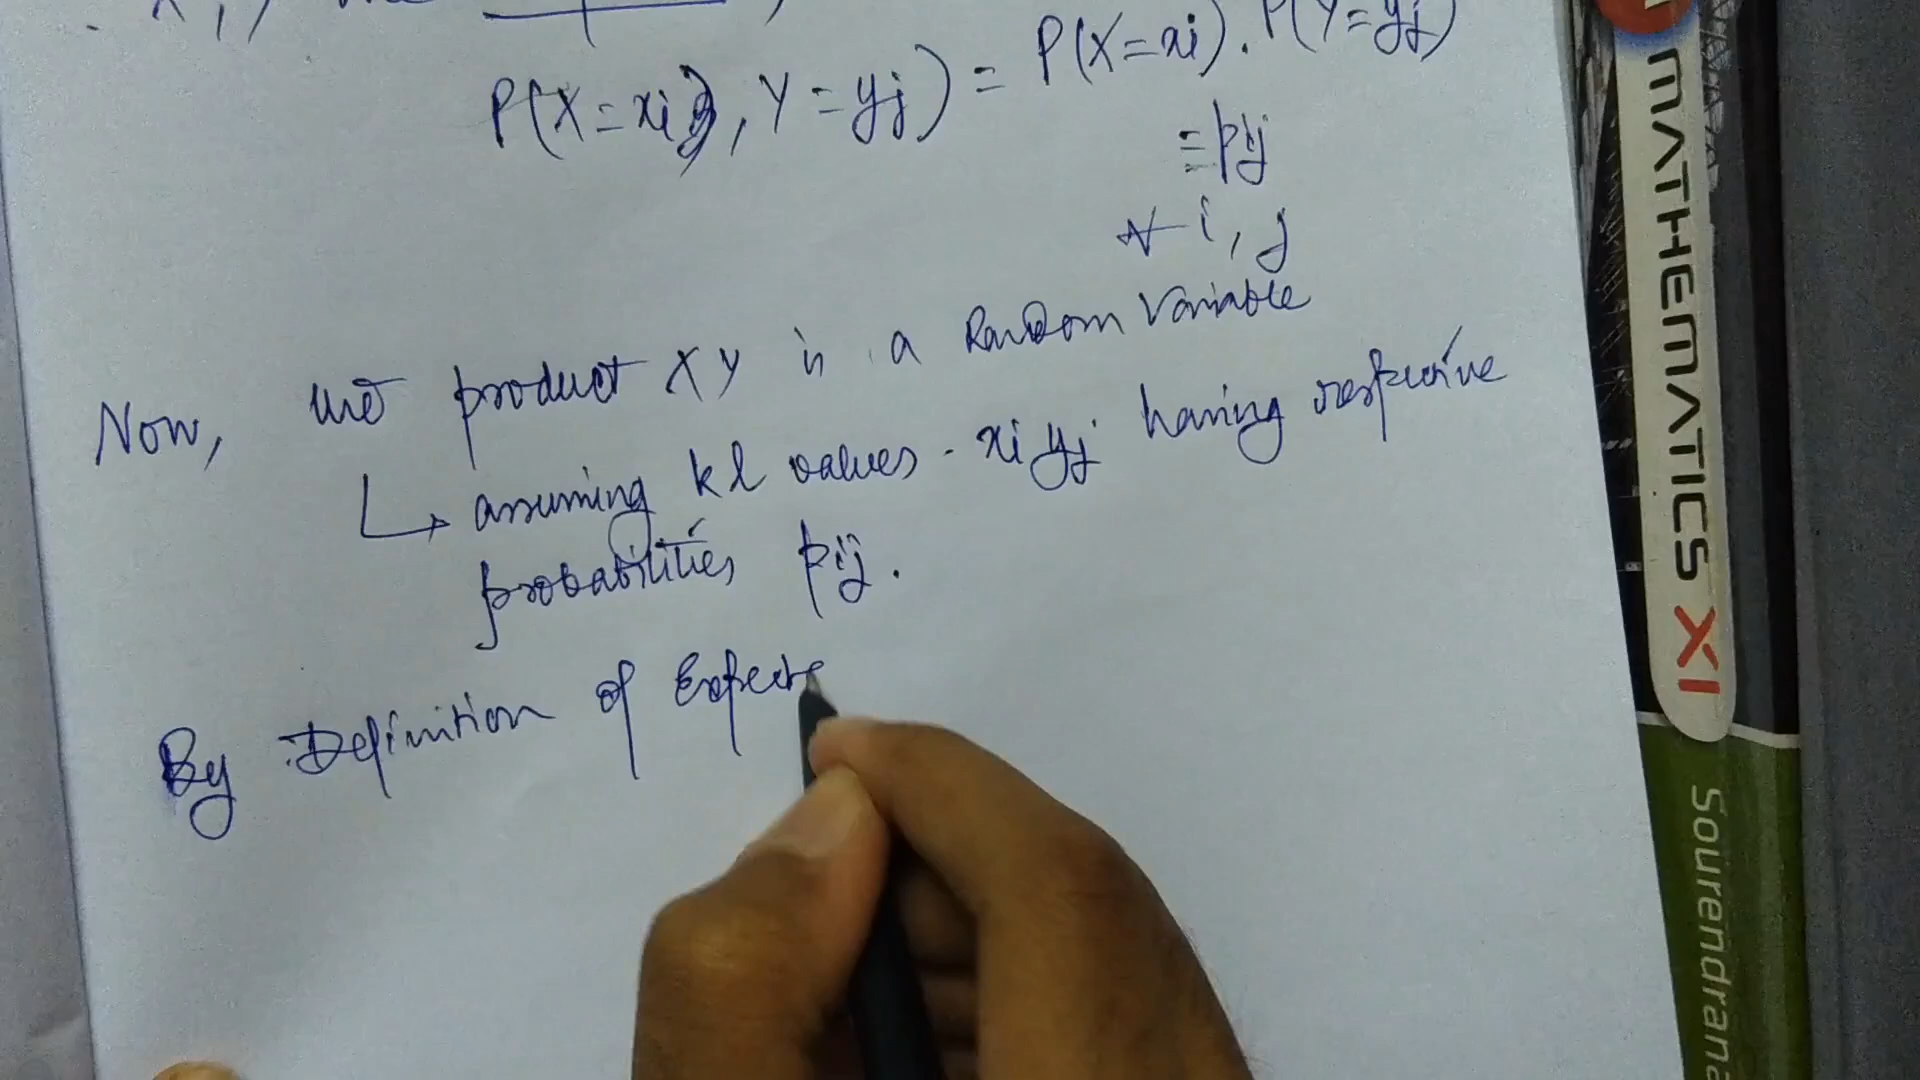 X, Y
P(X=xi, Y=yj) = P(X=xi). P(Y=yj)
= pij
∀ i, j
Now, the product XY is a Random Variable
↳ assuming kl values - xi yj having respective
probabilities pij.
By Definition of Expecte
MATHEMATICS XI
Sourendrana